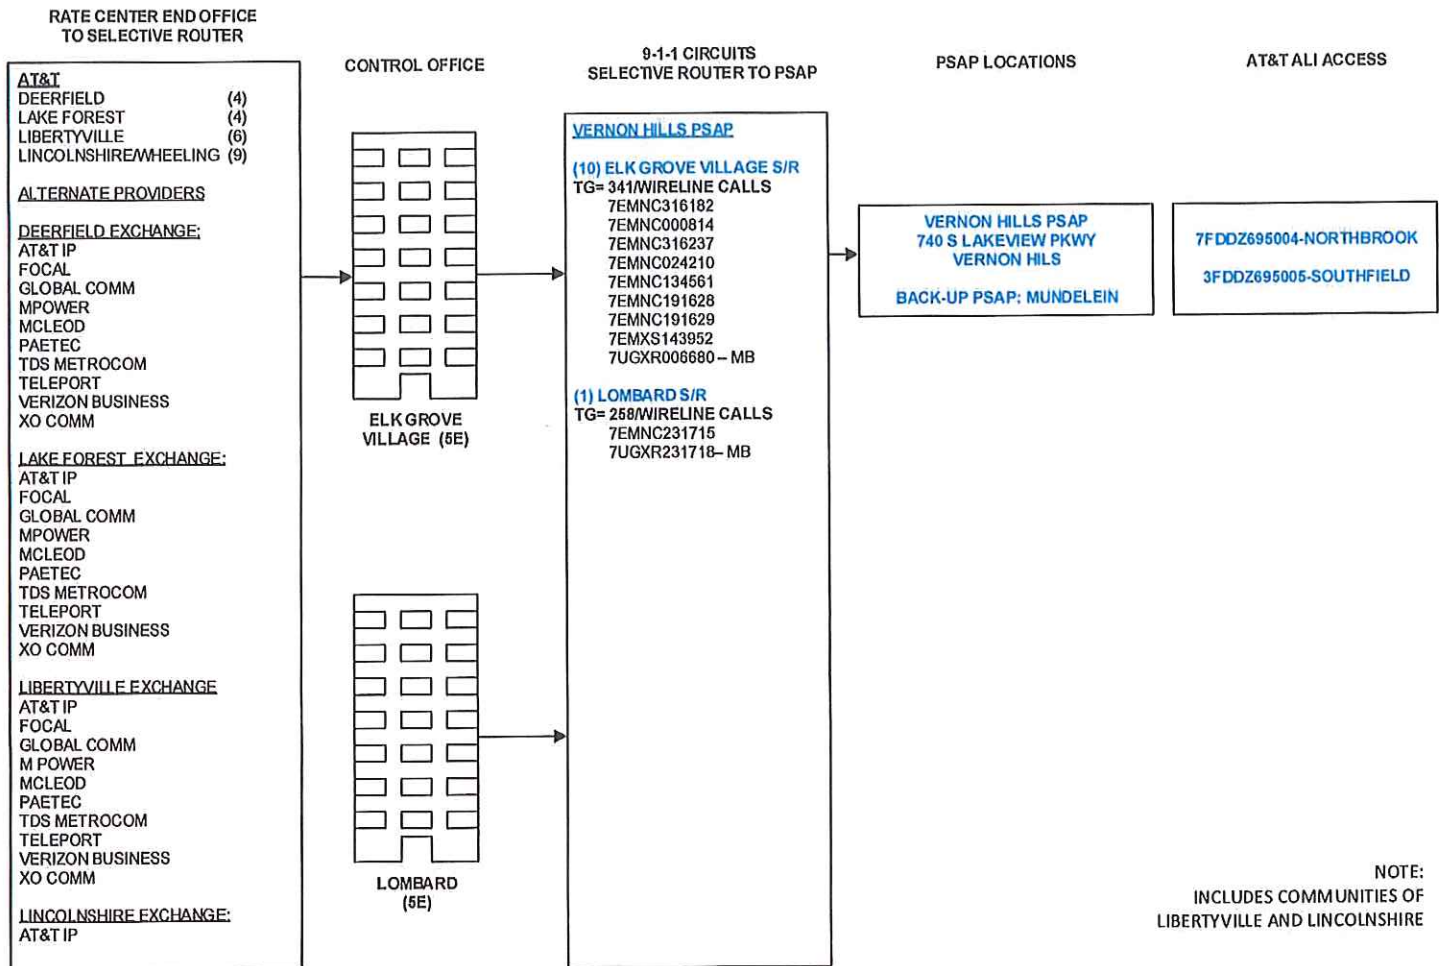 RATE CENTER END OFFICE
TO SELECTIVE ROUTER
AT&T
DEERFIELD (4)
LAKE FOREST (4)
LIBERTYVILLE (6)
LINCOLNSHIRE/WHEELING (9)
ALTERNATE PROVIDERS
DEERFIELD EXCHANGE:
AT&T IP
FOCAL
GLOBAL COMM
MPOWER
MCLEOD
PAETEC
TDS METROCOM
TELEPORT
VERIZON BUSINESS
XO COMM
LAKE FOREST EXCHANGE:
AT&T IP
FOCAL
GLOBAL COMM
MPOWER
MCLEOD
PAETEC
TDS METROCOM
TELEPORT
VERIZON BUSINESS
XO COMM
LIBERTYVILLE EXCHANGE
AT&T IP
FOCAL
GLOBAL COMM
M POWER
MCLEOD
PAETEC
TDS METROCOM
TELEPORT
VERIZON BUSINESS
XO COMM
LINCOLNSHIRE EXCHANGE:
AT&T IP
CONTROL OFFICE
ELK GROVE
VILLAGE (5E)
LOMBARD
(5E)
9-1-1 CIRCUITS
SELECTIVE ROUTER TO PSAP
VERNON HILLS PSAP
(10) ELK GROVE VILLAGE S/R
TG= 341/WIRELINE CALLS
7EMNC316182
7EMNC000814
7EMNC316237
7EMNC024210
7EMNC134561
7EMNC191628
7EMNC191629
7EMXS143952
7UGXR006680 – MB
(1) LOMBARD S/R
TG= 258/WIRELINE CALLS
7EMNC231715
7UGXR231718– MB
PSAP LOCATIONS
VERNON HILLS PSAP
740 S LAKEVIEW PKWY
VERNON HILS
BACK-UP PSAP: MUNDELEIN
AT&T ALI ACCESS
7FDDZ695004-NORTHBROOK
3FDDZ695005-SOUTHFIELD
NOTE:
INCLUDES COMMUNITIES OF
LIBERTYVILLE AND LINCOLNSHIRE